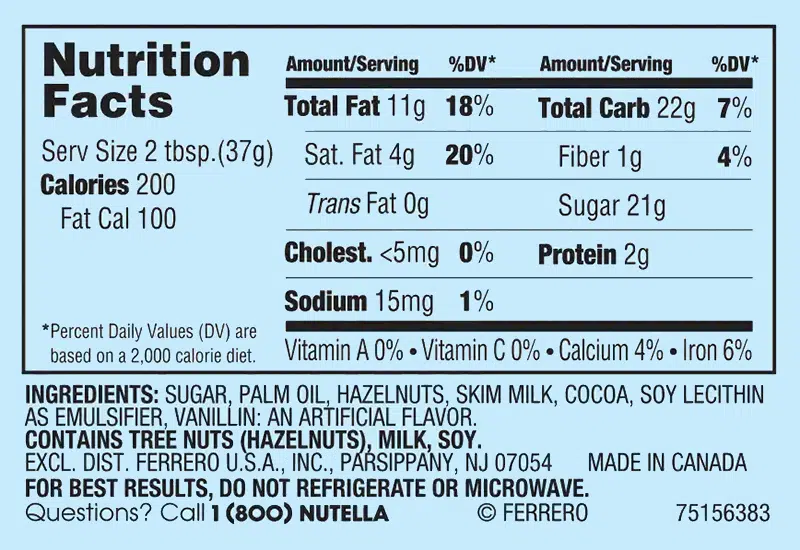 Nutrition
Facts
Serv Size 2 tbsp.(37g)
Calories 200
Fat Cal 100
*Percent Daily Values (DV) are
based on a 2,000 calorie diet.
Amount/Serving %DV* Amount/Serving %DV*
Total Fat 11g 18% Total Carb 22g 7%
Sat. Fat 4g 20% Fiber 1g 4%
Trans Fat 0g Sugar 21g
Cholest. <5mg 0% Protein 2g
Sodium 15mg 1%
Vitamin A 0% • Vitamin C 0% • Calcium 4% • Iron 6%
INGREDIENTS: SUGAR, PALM OIL, HAZELNUTS, SKIM MILK, COCOA, SOY LECITHIN
AS EMULSIFIER, VANILLIN: AN ARTIFICIAL FLAVOR.
CONTAINS TREE NUTS (HAZELNUTS), MILK, SOY.
EXCL. DIST. FERRERO U.S.A., INC., PARSIPPANY, NJ 07054 MADE IN CANADA
FOR BEST RESULTS, DO NOT REFRIGERATE OR MICROWAVE.
Questions? Call 1 (800) NUTELLA © FERRERO 75156383